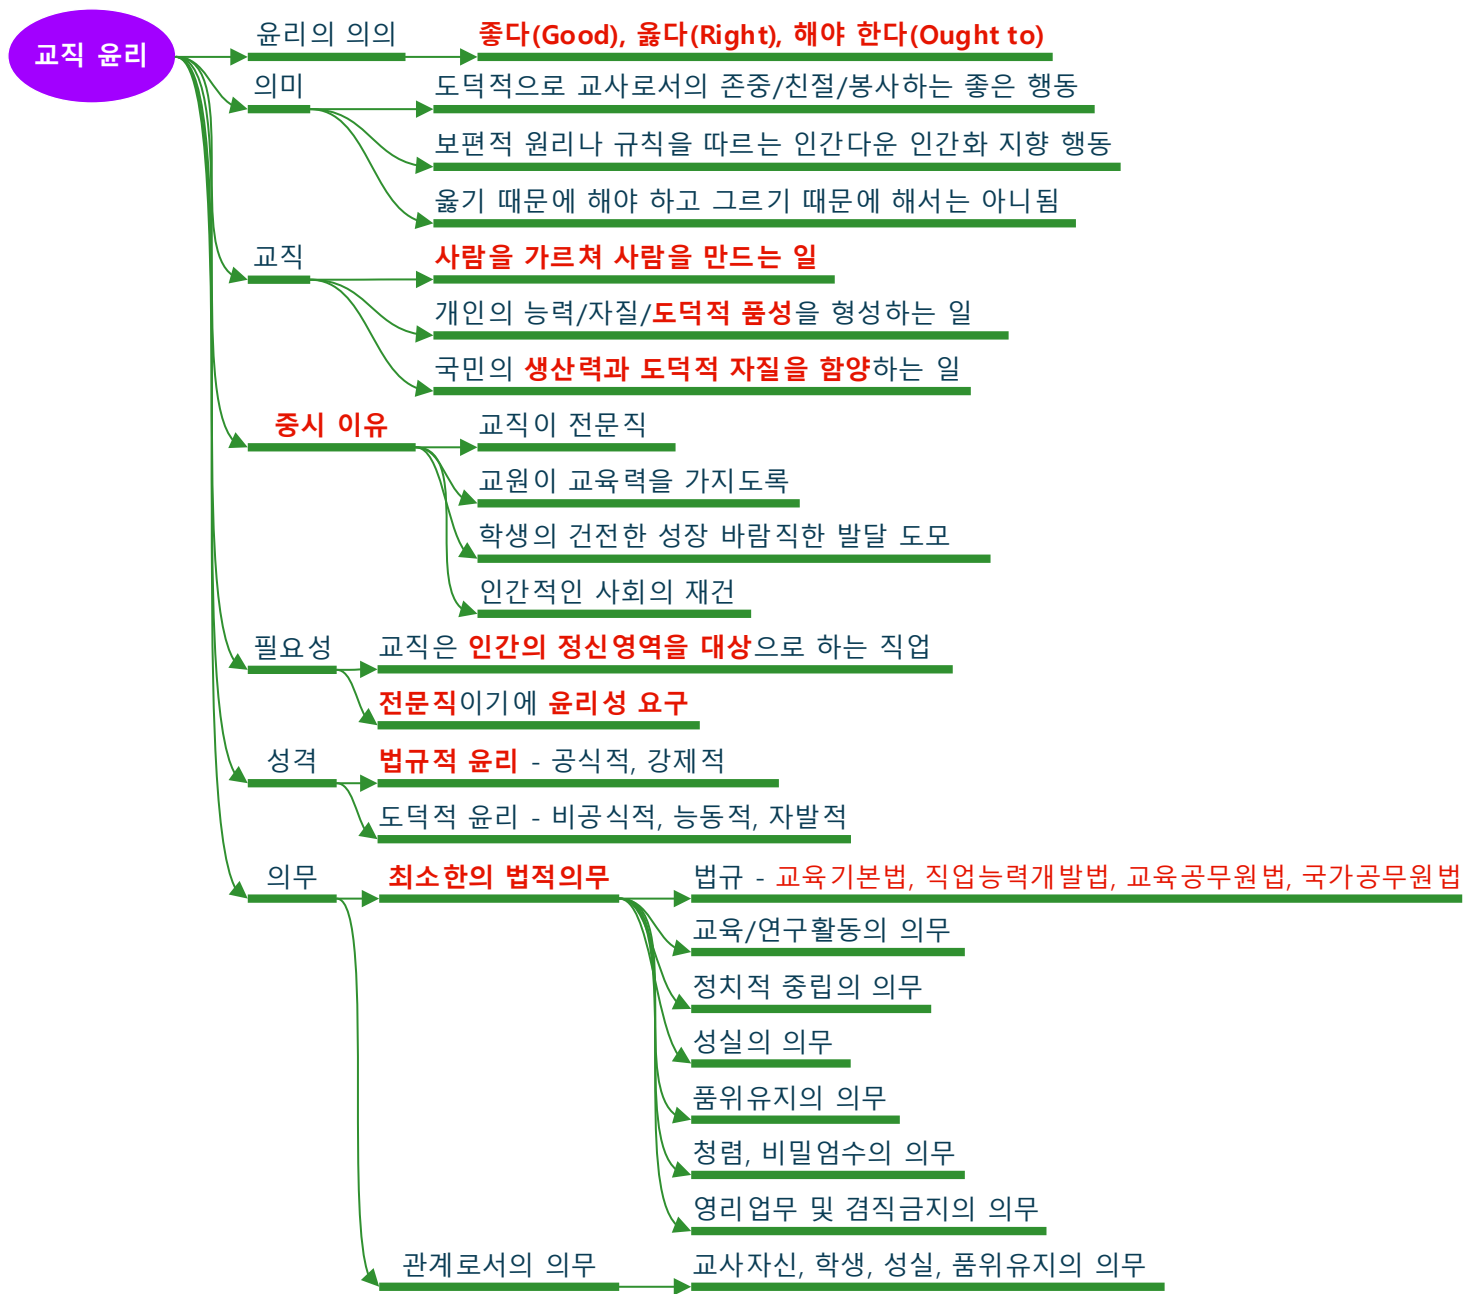 교직 윤리
윤리의 의의
좋다(Good), 옳다(Right), 해야 한다(Ought to)
의미
도덕적으로 교사로서의 존중/친절/봉사하는 좋은 행동
보편적 원리나 규칙을 따르는 인간다운 인간화 지향 행동
옳기 때문에 해야 하고 그르기 때문에 해서는 아니됨
교직
사람을 가르쳐 사람을 만드는 일
개인의 능력/자질/도덕적 품성을 형성하는 일
국민의 생산력과 도덕적 자질을 함양하는 일
중시 이유
교직이 전문직
교원이 교육력을 가지도록
학생의 건전한 성장 바람직한 발달 도모
인간적인 사회의 재건
필요성
교직은 인간의 정신영역을 대상으로 하는 직업
전문직이기에 윤리성 요구
성격
법규적 윤리 - 공식적, 강제적
도덕적 윤리 - 비공식적, 능동적, 자발적
의무
최소한의 법적의무
법규 - 교육기본법, 직업능력개발법, 교육공무원법, 국가공무원법
교육/연구활동의 의무
정치적 중립의 의무
성실의 의무
품위유지의 의무
청렴, 비밀엄수의 의무
영리업무 및 겸직금지의 의무
관계로서의 의무
교사자신, 학생, 성실, 품위유지의 의무